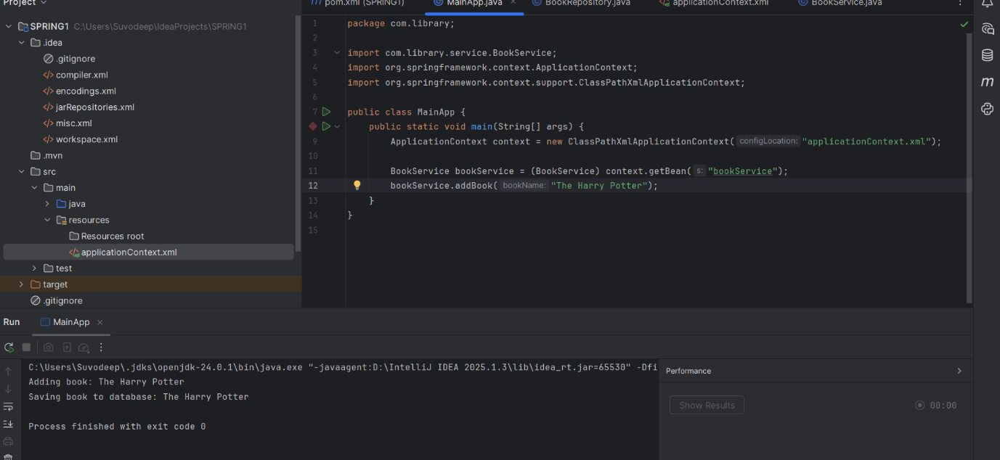 Project
pom.xml (SPRING1)
MainApp.java
BookRepository.java
applicationContext.xml
BookService.java
SPRING1 C:\Users\Suvodeep\IdeaProjects\SPRING1
.idea
.gitignore
compiler.xml
encodings.xml
jarRepositories.xml
misc.xml
workspace.xml
.mvn
src
main
java
resources
Resources root
applicationContext.xml
test
target
.gitignore
1 package com.library;
2
3 import com.library.service.BookService;
4 import org.springframework.context.ApplicationContext;
5 import org.springframework.context.support.ClassPathXmlApplicationContext;
6
7 public class MainApp {
public static void main(String[] args) {
9 ApplicationContext context = new ClassPathXmlApplicationContext( configLocation: "applicationContext.xml");
10
11 BookService bookService = (BookService) context.getBean( s: "bookService");
12 bookService.addBook( bookName: "The Harry Potter");
13 }
14 }
15
Run
MainApp
C:\Users\Suvodeep\.jdks\openjdk-24.0.1\bin\java.exe "-javaagent:D:\IntelliJ IDEA 2025.1.3\lib\idea_rt.jar=65530" -Dfi
Adding book: The Harry Potter
Saving book to database: The Harry Potter
Process finished with exit code 0
Performance
Show Results
00:00